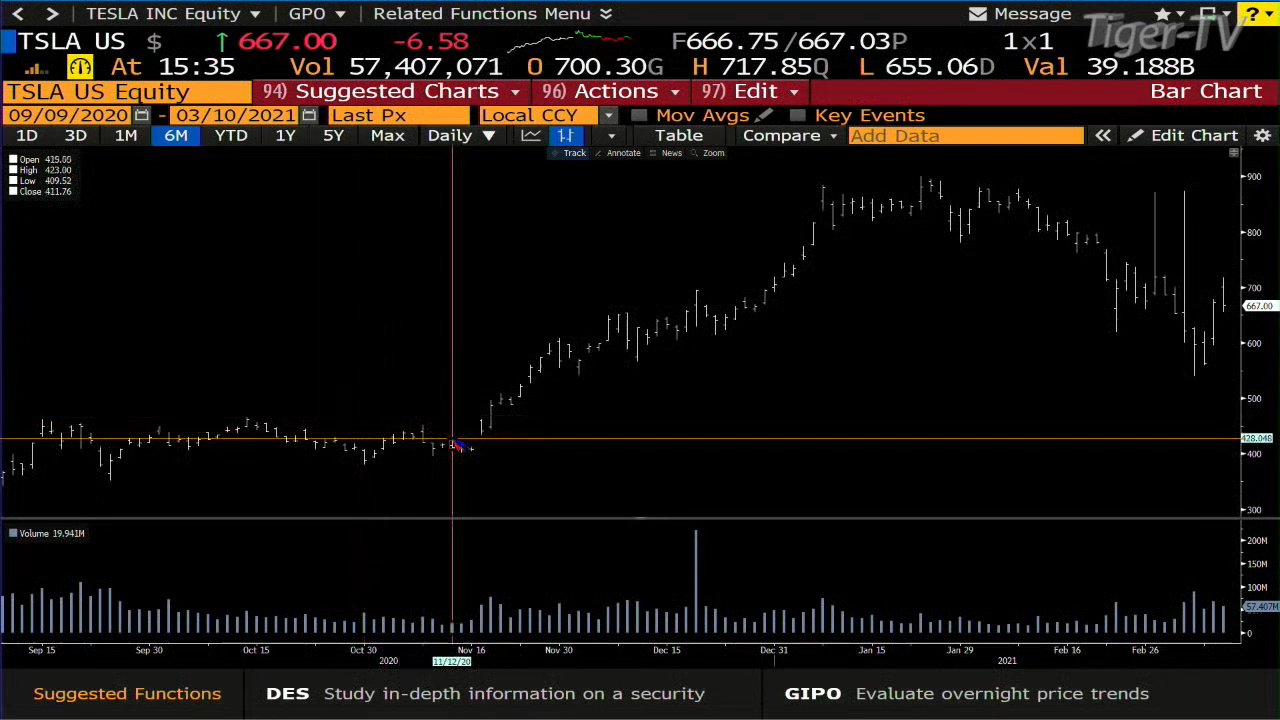 TESLA INC Equity GPO Related Functions Menu Message ?
Tiger-TV
TSLA US $ ↑ 667.00 -6.58 F666.75/667.03P 1x1
At 15:35 Vol 57,407,071 O 700.30G H 717.85Q L 655.06D Val 39.188B
TSLA US Equity 94) Suggested Charts 96) Actions 97) Edit Bar Chart
09/09/2020 - 03/10/2021 Last Px Local CCY Mov Avgs Key Events
1D 3D 1M 6M YTD 1Y 5Y Max Daily ▼ Table Compare Add Data « Edit Chart
Track Annotate News Zoom
Open 415.05
High 423.00
Low 409.52
Close 411.76
900
800
700
667.00
600
500
428.048
400
300
Volume 19.941M
200M
150M
100M
57.407M
0
Sep 15 Sep 30 Oct 15 Oct 30 Nov 16 Nov 30 Dec 15 Dec 31 Jan 15 Jan 29 Feb 16 Feb 26
2020 11/12/20 2021
Suggested Functions DES Study in-depth information on a security GIPO Evaluate overnight price trends